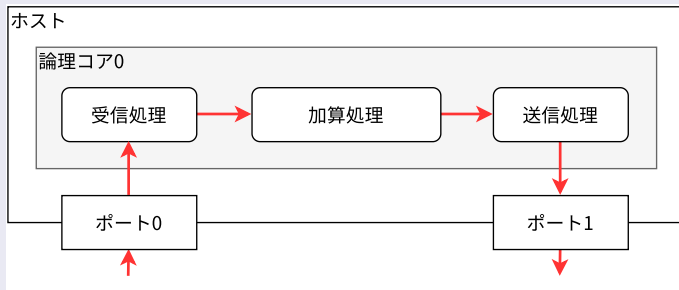 ホスト
論理コア0
受信処理
加算処理
送信処理
ポート0
ポート1